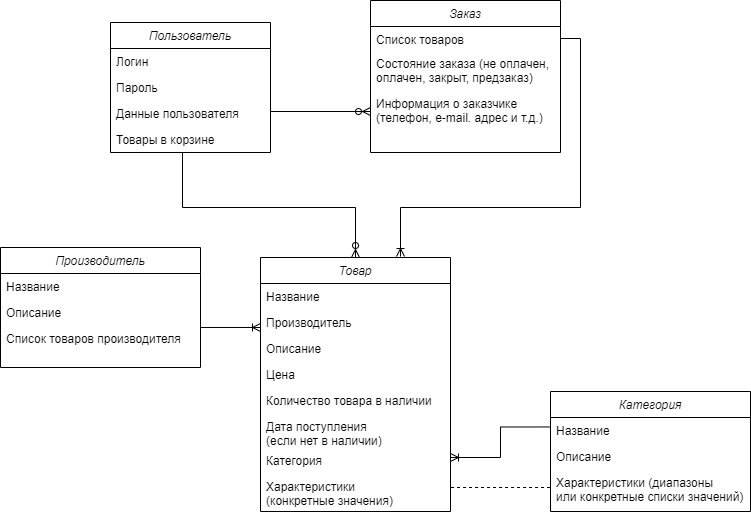 Пользователь
Логин
Пароль
Данные пользователя
Товары в корзине
Заказ
Список товаров
Состояние заказа (не оплачен,
оплачен, закрыт, предзаказ)
Информация о заказчике
(телефон, e-mail. адрес и т.д.)
Производитель
Название
Описание
Список товаров производителя
Товар
Название
Производитель
Описание
Цена
Количество товара в наличии
Дата поступления
(если нет в наличии)
Категория
Характеристики
(конкретные значения)
Категория
Название
Описание
Характеристики (диапазоны
или конкретные списки значений)